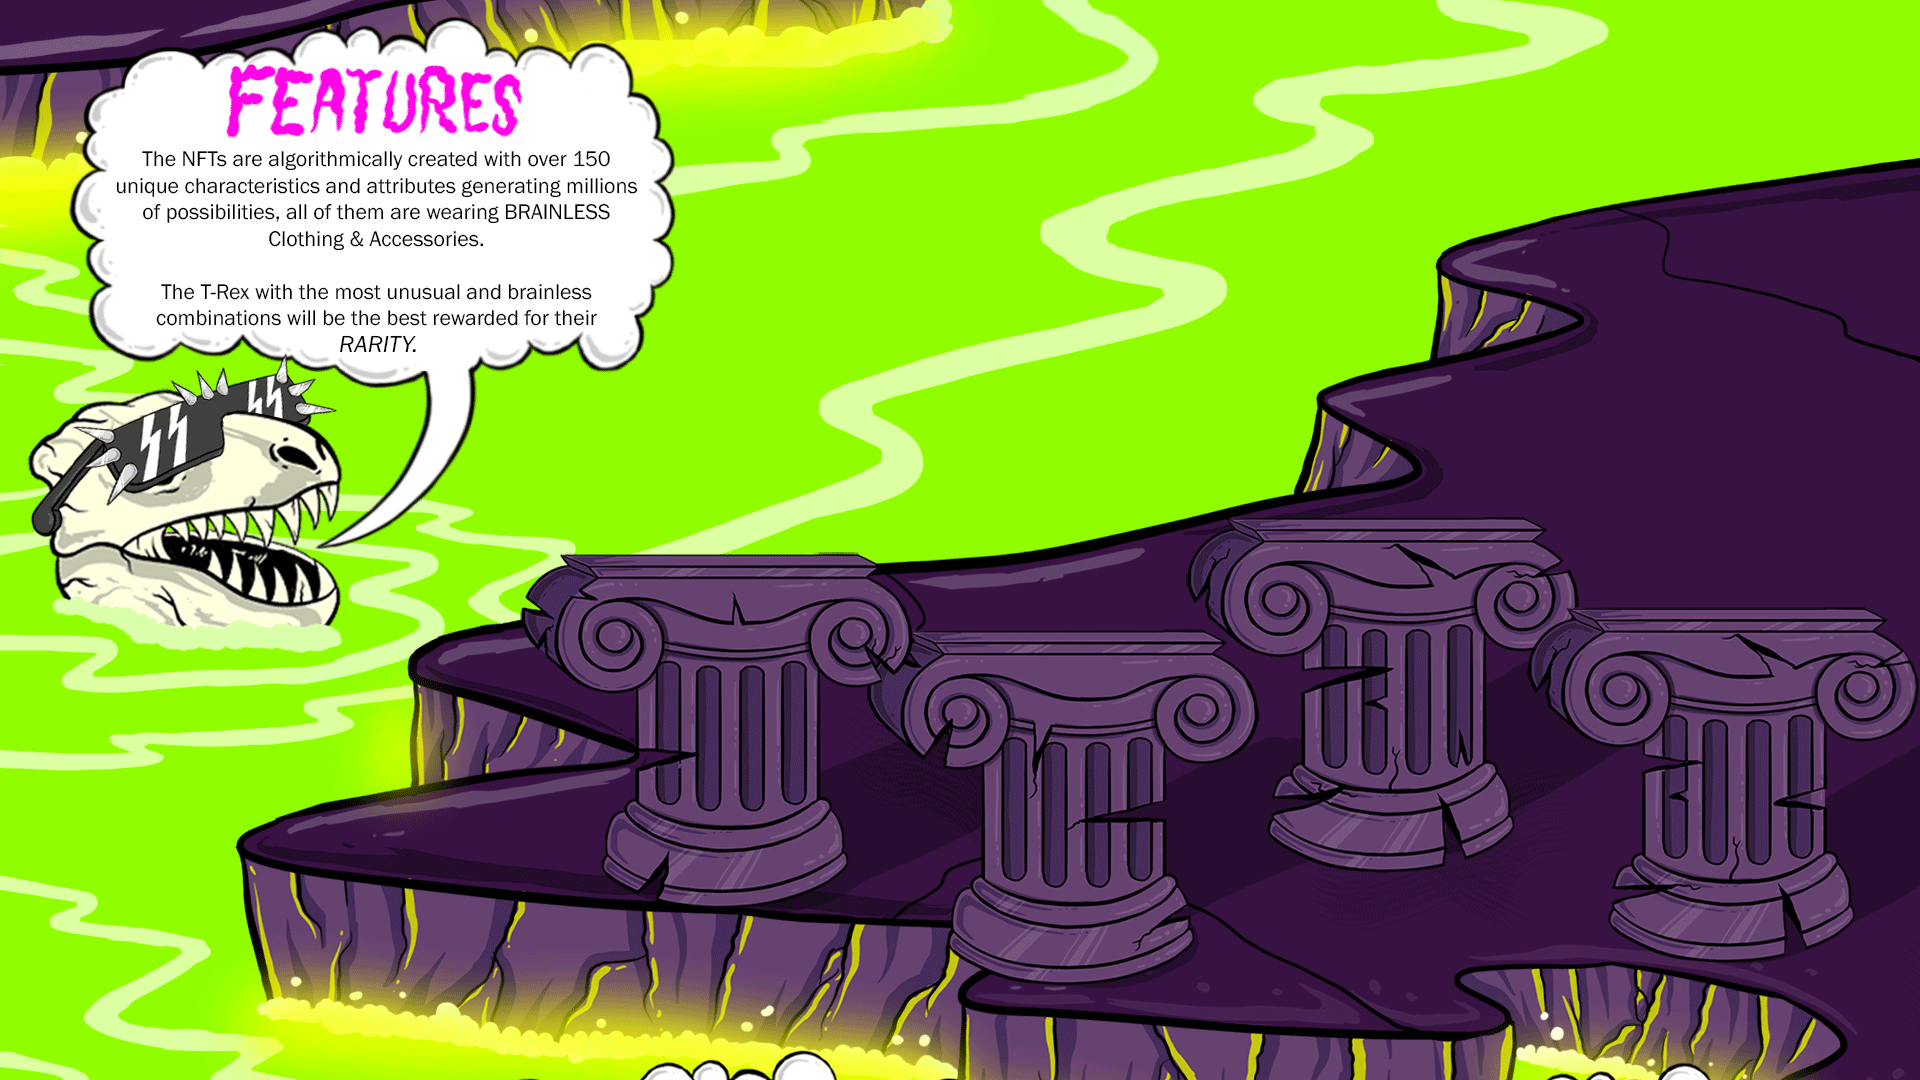 FEATURES
The NFTs are algorithmically created with over 150
unique characteristics and attributes generating millions
of possibilities, all of them are wearing BRAINLESS
Clothing & Accessories.
The T-Rex with the most unusual and brainless
combinations will be the best rewarded for their
RARITY.